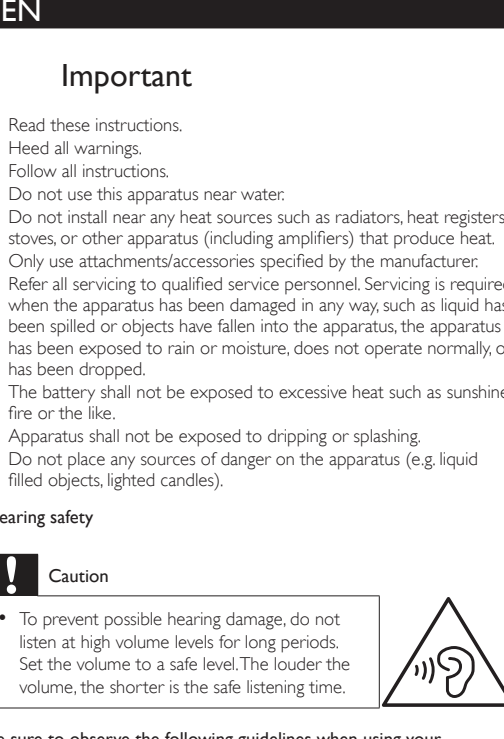 EN
Important
Read these instructions.
Heed all warnings.
Follow all instructions.
Do not use this apparatus near water.
Do not install near any heat sources such as radiators, heat registers
stoves, or other apparatus (including amplifiers) that produce heat.
Only use attachments/accessories specified by the manufacturer.
Refer all servicing to qualified service personnel. Servicing is
when the apparatus has been damaged in any way, such as liquid has
been spilled or objects have fallen into the apparatus, the apparatus
has been exposed to rain or moisture, does not operate normally,
has been dropped.
The battery shall not be exposed to excessive heat such as sunshine
fire or the like.
Apparatus shall not be exposed to dripping or splashing.
Do not place any sources of danger on the apparatus (e.g. liquid
filled objects, lighted candles).
earing safety
! Caution
• To prevent possible hearing damage, do not
listen at high volume levels for long periods.
Set the volume to a safe level. The louder the
volume, the shorter is the safe listening time.
sure to observe the following guidelines when using your